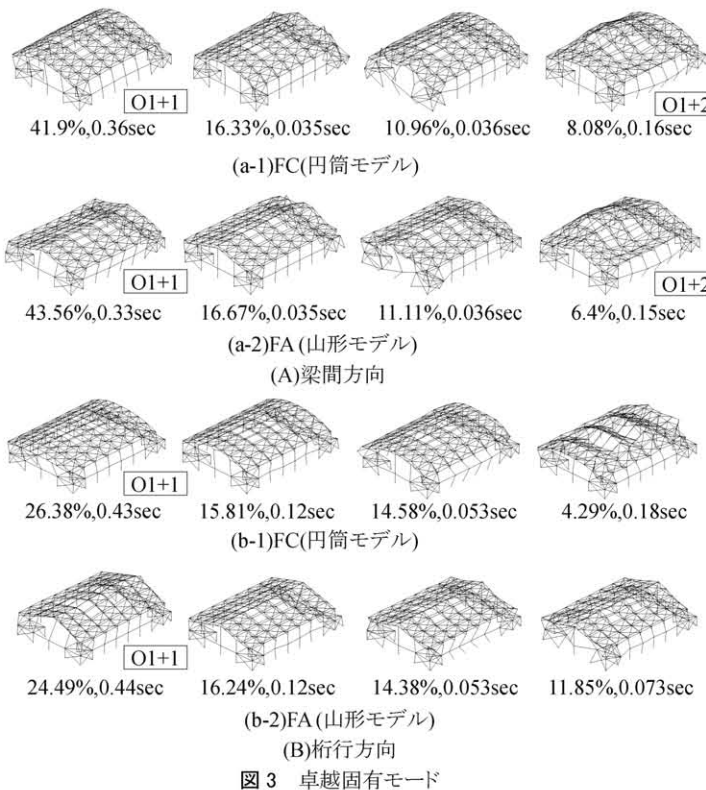 O1+1
O1+2
41.9%,0.36sec 16.33%,0.035sec 10.96%,0.036sec 8.08%,0.16sec
(a-1)FC(円筒モデル)
O1+1
O1+2
43.56%,0.33sec 16.67%,0.035sec 11.11%,0.036sec 6.4%,0.15sec
(a-2)FA (山形モデル)
(A)梁間方向
O1+1
26.38%,0.43sec 15.81%,0.12sec 14.58%,0.053sec 4.29%,0.18sec
(b-1)FC(円筒モデル)
O1+1
24.49%,0.44sec 16.24%,0.12sec 14.38%,0.053sec 11.85%,0.073sec
(b-2)FA (山形モデル)
(B)桁行方向
図 3 卓越固有モード